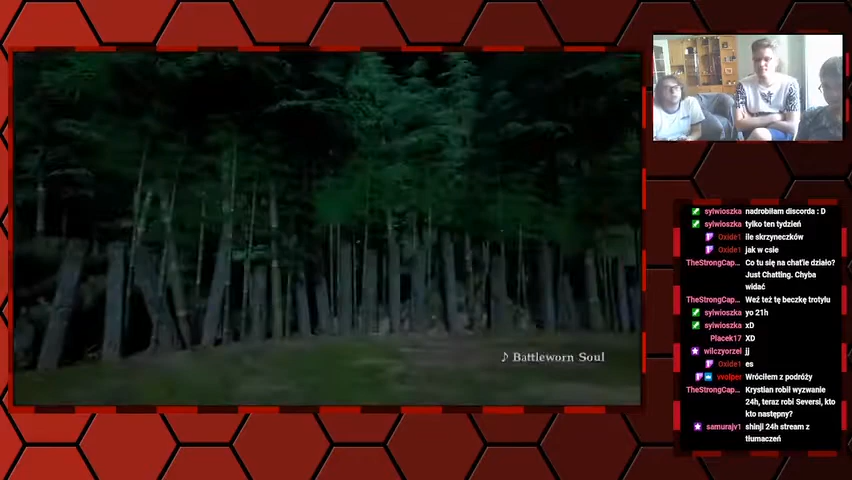 ♪ Battleworn Soul
sylwioszka nadrobiłam discorda : D
sylwioszka tylko ten tydzień
Oxide1 ile skrzyneczków
Oxide1 jak w csie
TheStrongCap... Co tu się na chat'ie działo?
Just Chatting. Chyba
widać
TheStrongCap... Weź też tę beczkę trotylu
sylwioszka yo 21h
sylwioszka xD
Placek17 XD
wilczyorzel jj
Oxide1 es
vvolper Wróciłem z podróży
TheStrongCap... Krystian robił wyzwanie
24h, teraz robi Seversi, kto
kto następny?
samurajv1 shinji 24h stream z
tłumaczeń